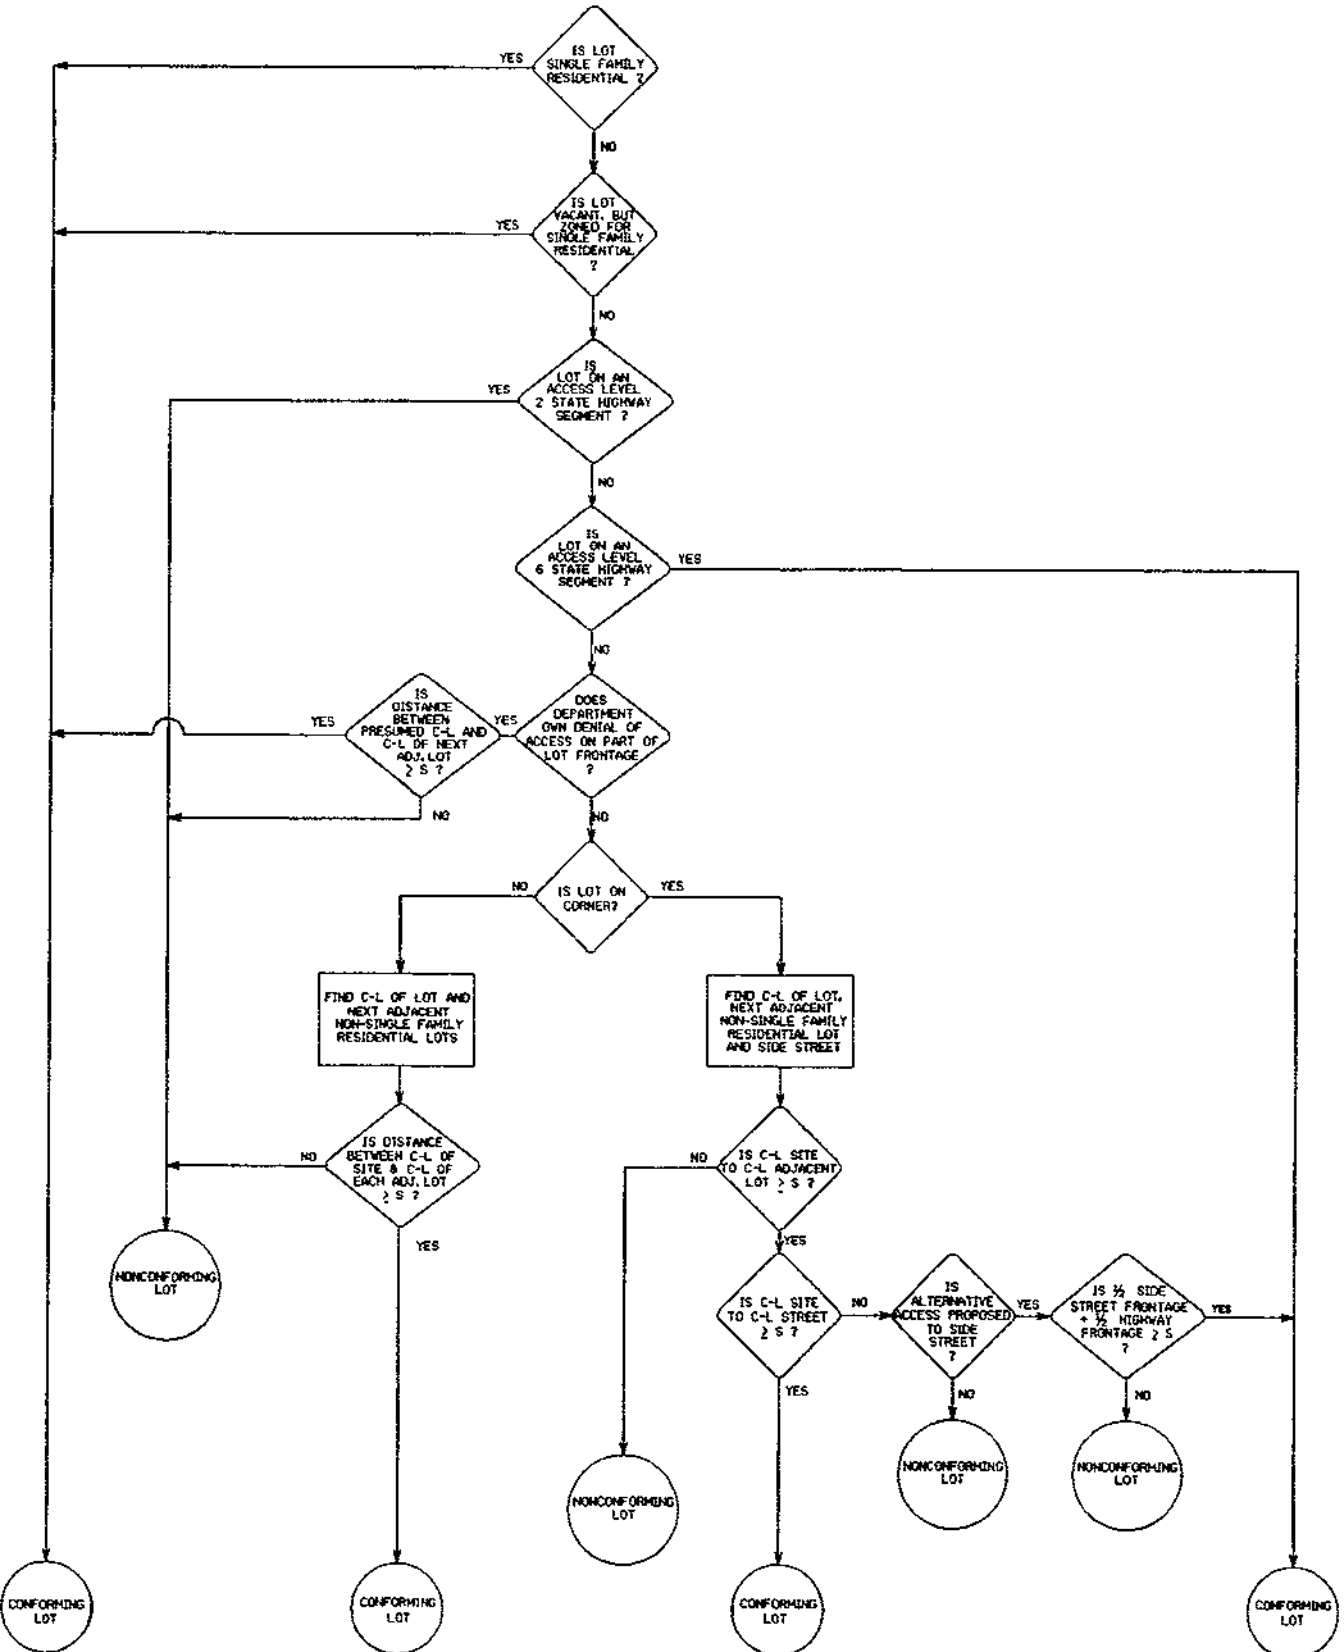 IS LOT
SINGLE FAMILY
RESIDENTIAL ?
YES
NO
IS LOT
VACANT, BUT
ZONED FOR
SINGLE FAMILY
RESIDENTIAL
?
YES
NO
IS
LOT ON AN
ACCESS LEVEL
2 STATE HIGHWAY
SEGMENT ?
YES
NO
IS
LOT ON AN
ACCESS LEVEL
6 STATE HIGHWAY
SEGMENT ?
YES
NO
DOES
DEPARTMENT
OWN DENIAL OF
ACCESS ON PART OF
LOT FRONTAGE
?
YES
NO
IS
DISTANCE
BETWEEN
PRESUMED C-L AND
C-L OF NEXT
ADJ.LOT
≥ S ?
YES
NO
IS LOT ON
CORNER?
NO
YES
FIND C-L OF LOT AND
NEXT ADJACENT
NON-SINGLE FAMILY
RESIDENTIAL LOTS
FIND C-L OF LOT,
NEXT ADJACENT
NON-SINGLE FAMILY
RESIDENTIAL LOT
AND SIDE STREET
IS DISTANCE
BETWEEN C-L OF
SITE & C-L OF
EACH ADJ.LOT
≥ S ?
NO
YES
IS C-L SITE
TO C-L ADJACENT
LOT ≥ S ?
NO
YES
NONCONFORMING
LOT
IS C-L SITE
TO C-L STREET
≥ S ?
NO
YES
IS
ALTERNATIVE
ACCESS PROPOSED
TO SIDE
STREET
?
YES
NO
IS ½ SIDE
STREET FRONTAGE
+ ½ HIGHWAY
FRONTAGE ≥ S
?
YES
NO
NONCONFORMING
LOT
NONCONFORMING
LOT
NONCONFORMING
LOT
CONFORMING
LOT
CONFORMING
LOT
CONFORMING
LOT
CONFORMING
LOT